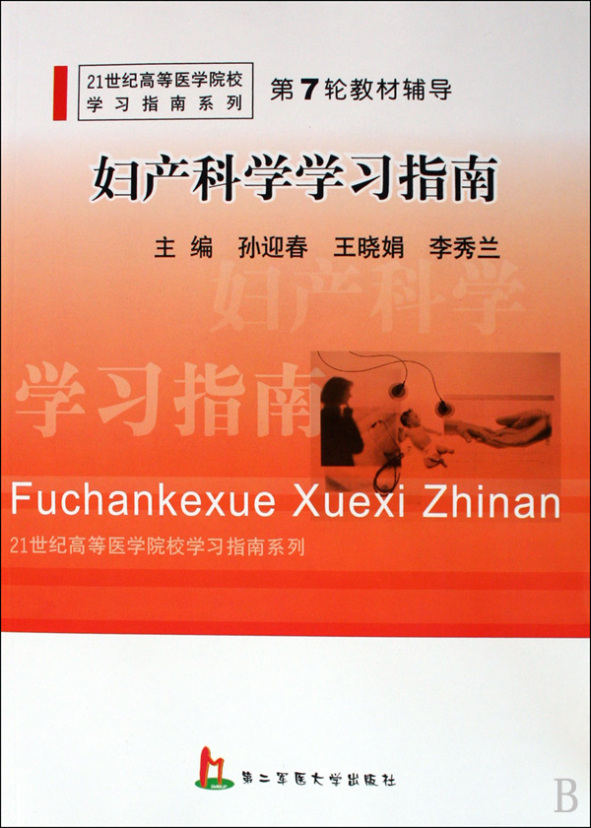 21世纪高等医学院校
学习指南系列
第7轮教材辅导
妇产科学学习指南
主编 孙迎春 王晓娟 李秀兰
妇产科学
学习指南
Fuchankexue Xuexi Zhinan
21世纪高等医学院校学习指南系列
第二军医大学出版社
B